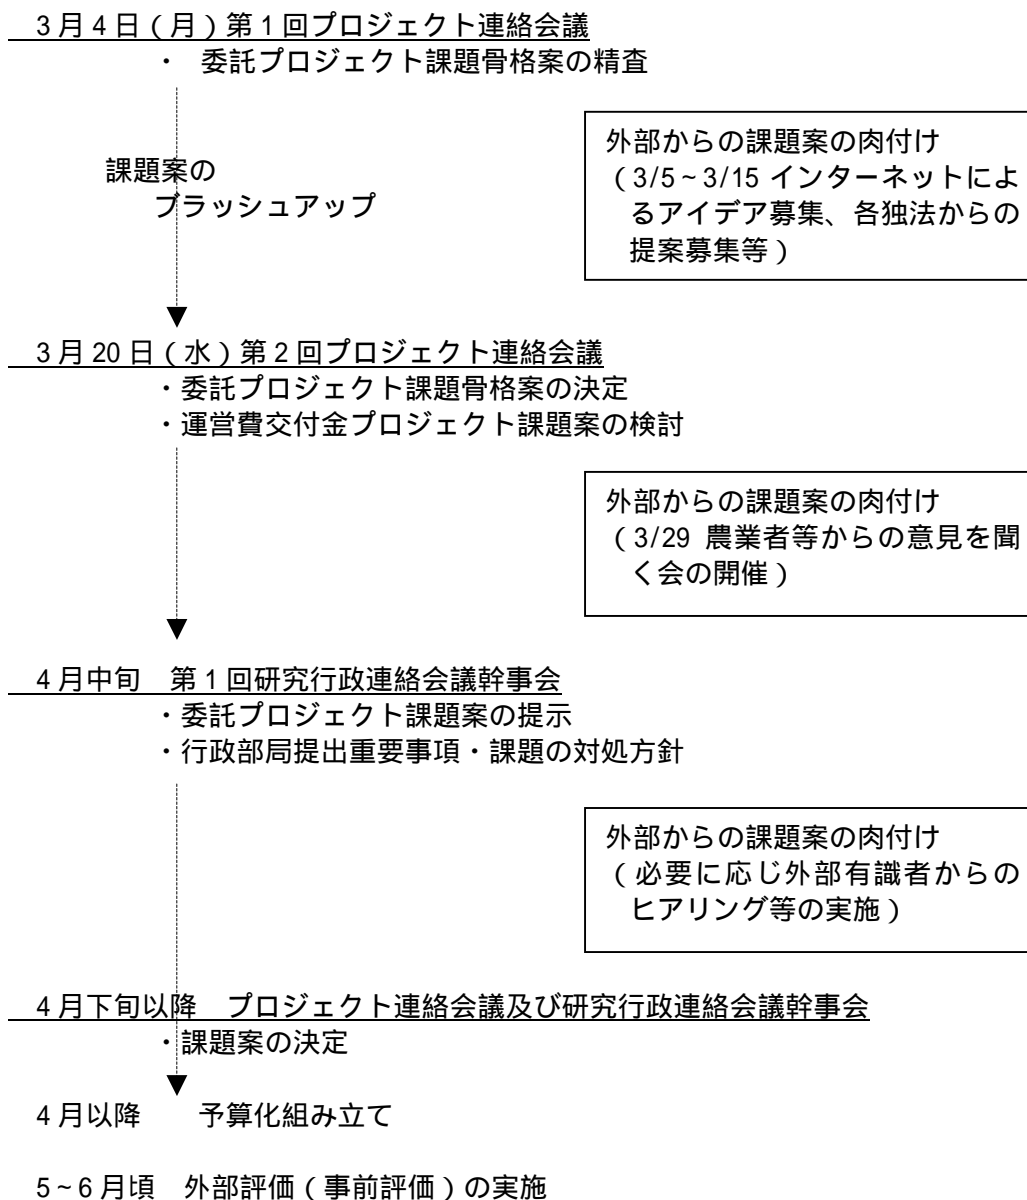 ３月４日（月）第１回プロジェクト連絡会議
・　委託プロジェクト課題骨格案の精査
外部からの課題案の肉付け
（3/5～3/15 インターネットによ
るアイデア募集、各独法からの
提案募集等）
課題案の
ブラッシュアップ
３月20日（水）第２回プロジェクト連絡会議
・委託プロジェクト課題骨格案の決定
・運営費交付金プロジェクト課題案の検討
外部からの課題案の肉付け
（3/29 農業者等からの意見を聞
く会の開催）
４月中旬　第１回研究行政連絡会議幹事会
・委託プロジェクト課題案の提示
・行政部局提出重要事項・課題の対処方針
外部からの課題案の肉付け
（必要に応じ外部有識者からの
ヒアリング等の実施）
４月下旬以降　プロジェクト連絡会議及び研究行政連絡会議幹事会
・課題案の決定
４月以降　　予算化組み立て
５～６月頃　外部評価（事前評価）の実施